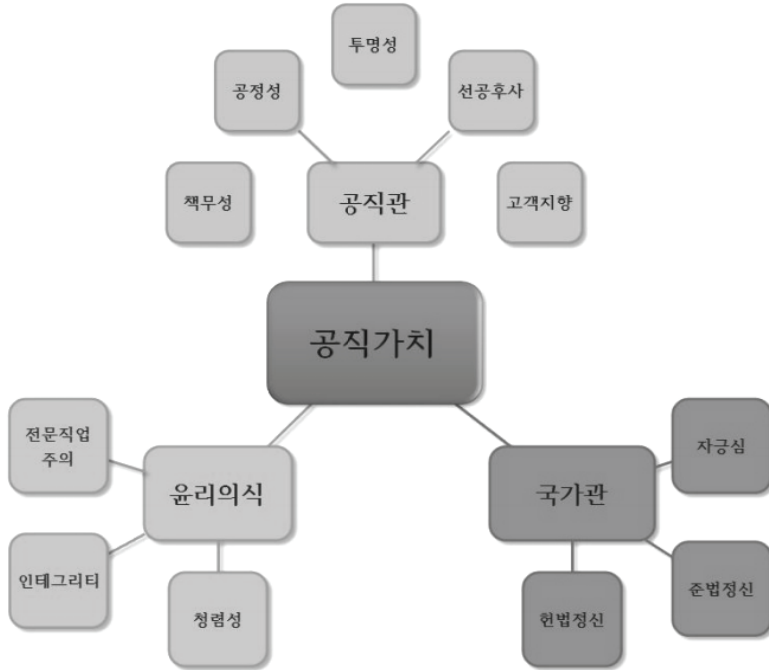 투명성
공정성
선공후사
책무성
공직관
고객지향
공직가치
전문직업
주의
윤리의식
국가관
자긍심
인테그리티
청렴성
헌법정신
준법정신